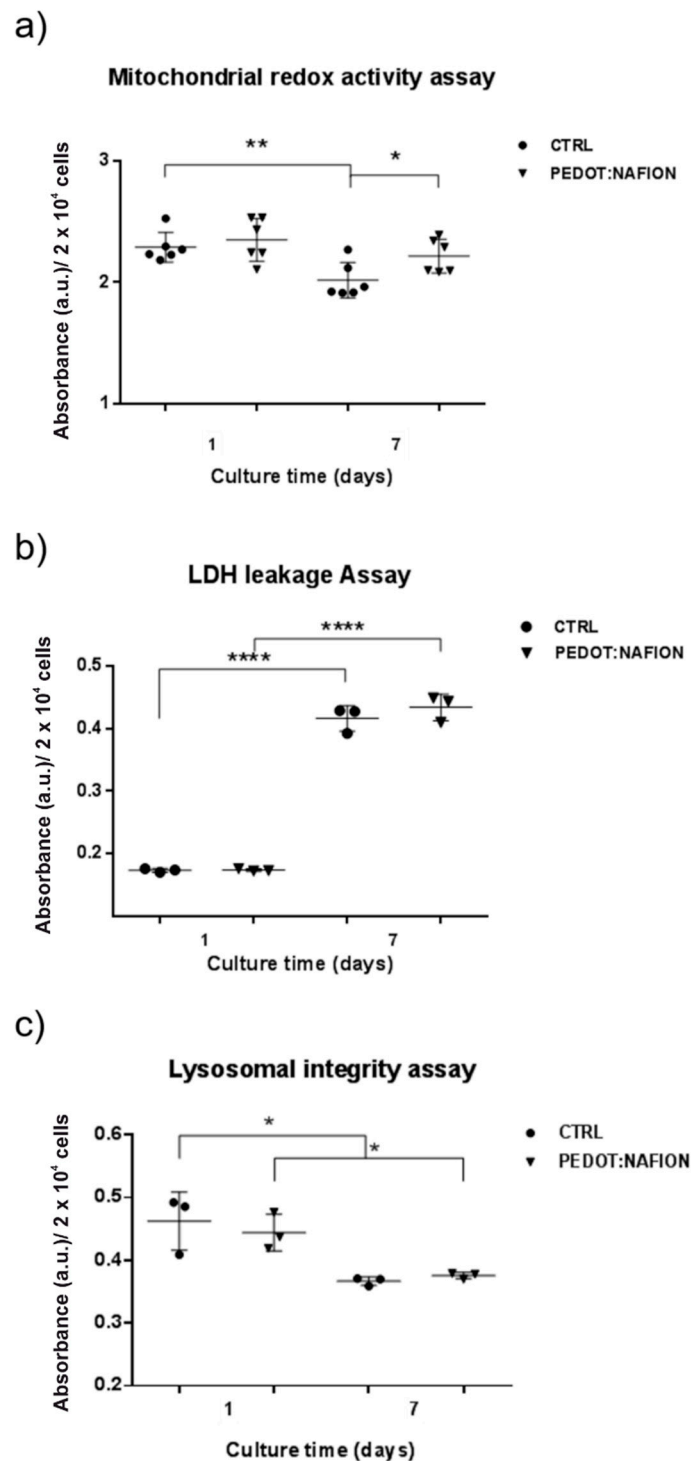 a)
Mitochondrial redox activity assay
Absorbance (a.u.)/ 2 x 10⁴ cells
3
2
1
**
*
CTRL
PEDOT:NAFION
1 7
Culture time (days)
b)
LDH leakage Assay
Absorbance (a.u.)/ 2 x 10⁴ cells
0.5
0.4
0.3
0.2
****
****
CTRL
PEDOT:NAFION
1 7
Culture time (days)
c)
Lysosomal integrity assay
Absorbance (a.u.)/ 2 x 10⁴ cells
0.6
0.5
0.4
0.3
0.2
*
*
CTRL
PEDOT:NAFION
1 7
Culture time (days)